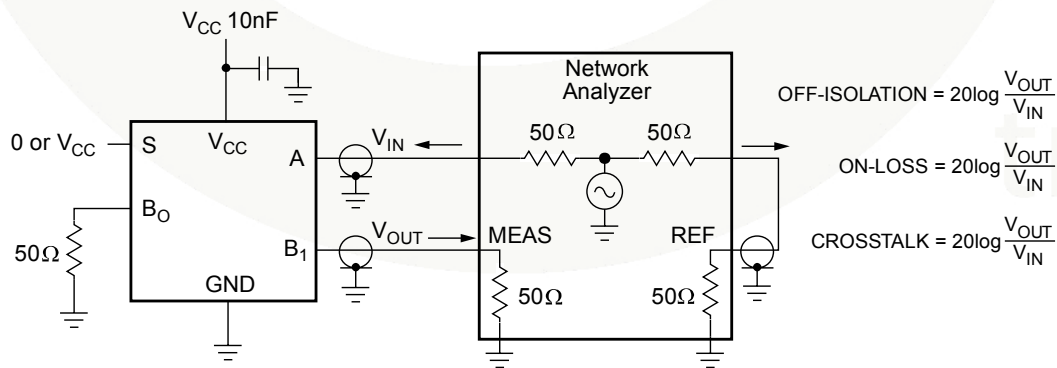 V_CC 10nF
Network
Analyzer
OFF-ISOLATION = 20log V_OUT / V_IN
50Ω 50Ω
0 or V_CC S V_CC A V_IN
ON-LOSS = 20log V_OUT / V_IN
B_O
50Ω
B_1 V_OUT MEAS REF
CROSSTALK = 20log V_OUT / V_IN
GND
50Ω 50Ω